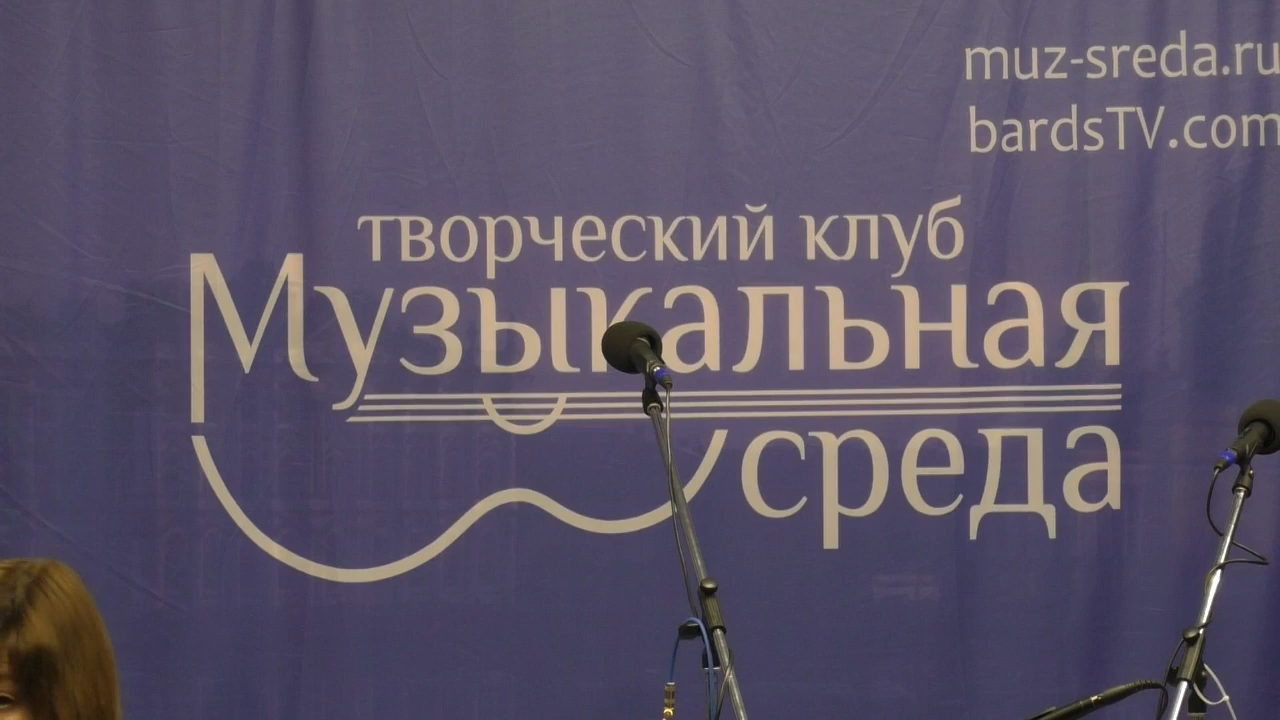 muz-sreda.ru
bardsTV.com
творческий клуб
Музыкальная
среда